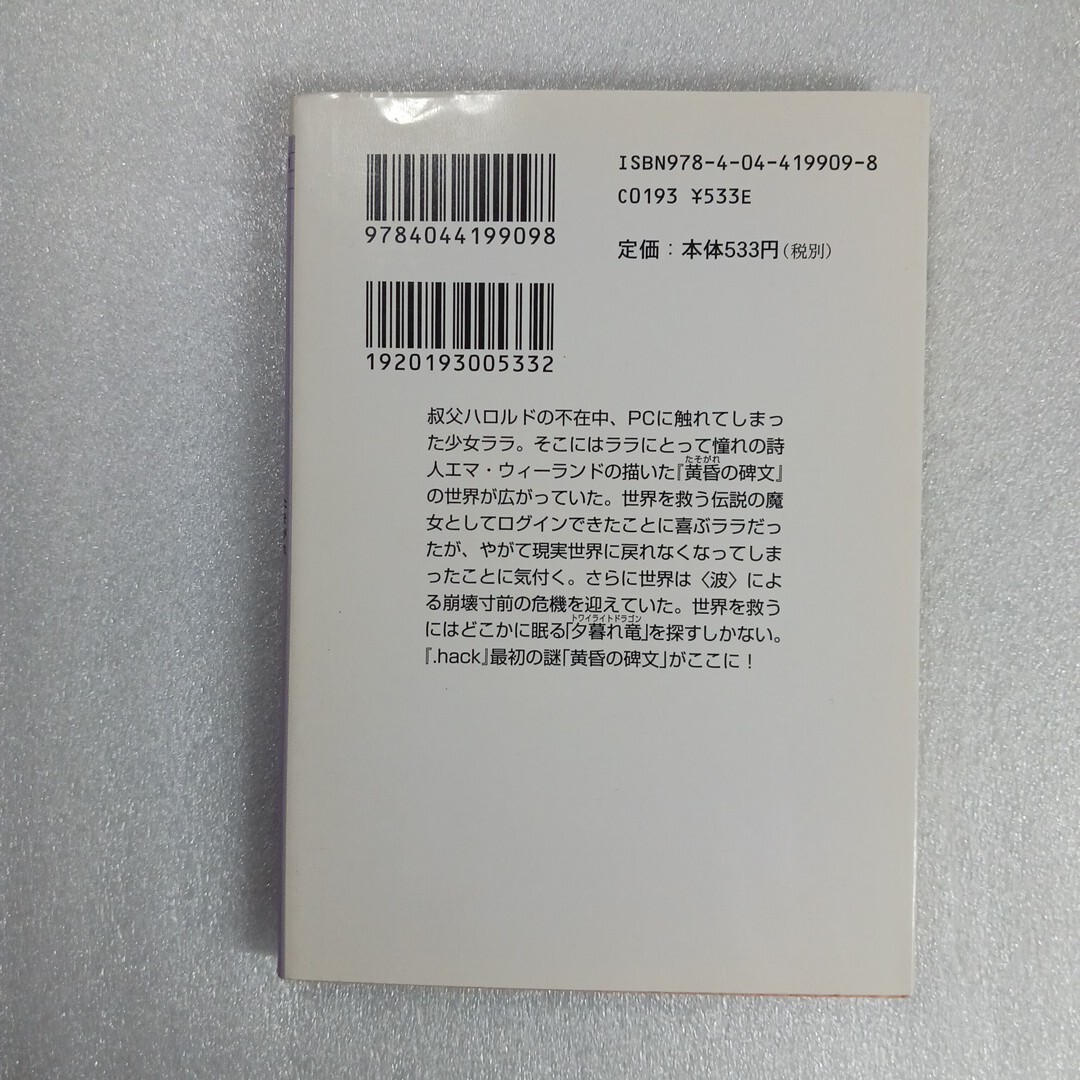 ISBN978-4-04-419909-8
C0193 ¥533E
定価：本体533円（税別）
9784044199098
1920193005332
叔父ハロルドの不在中、PCに触れてしまっ
た少女ララ。そこにはララにとって憧れの詩
たそがれ
人エマ・ウィーランドの描いた『黄昏の碑文』
の世界が広がっていた。世界を救う伝説の魔
女としてログインできたことに喜ぶララだっ
たが、やがて現実世界に戻れなくなってしま
ったことに気付く。さらに世界は〈波〉によ
る崩壊寸前の危機を迎えていた。世界を救う
トワイライトドラゴン
にはどこかに眠る「夕暮れ竜」を探すしかない。
『.hack』最初の謎「黄昏の碑文」がここに！